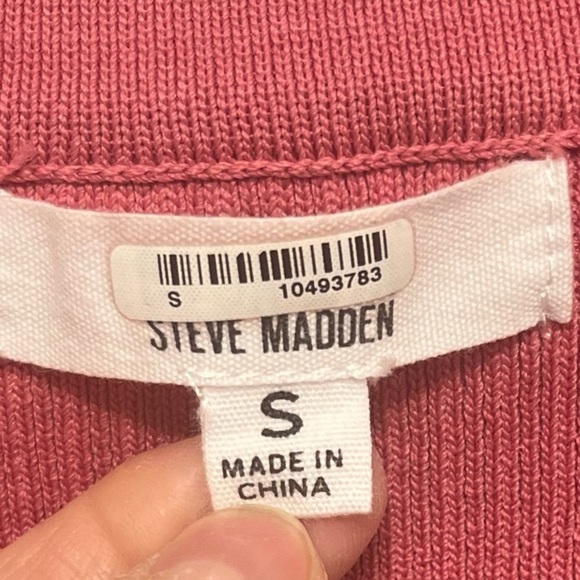 S 10493783
STEVE MADDEN
S
MADE IN
CHINA